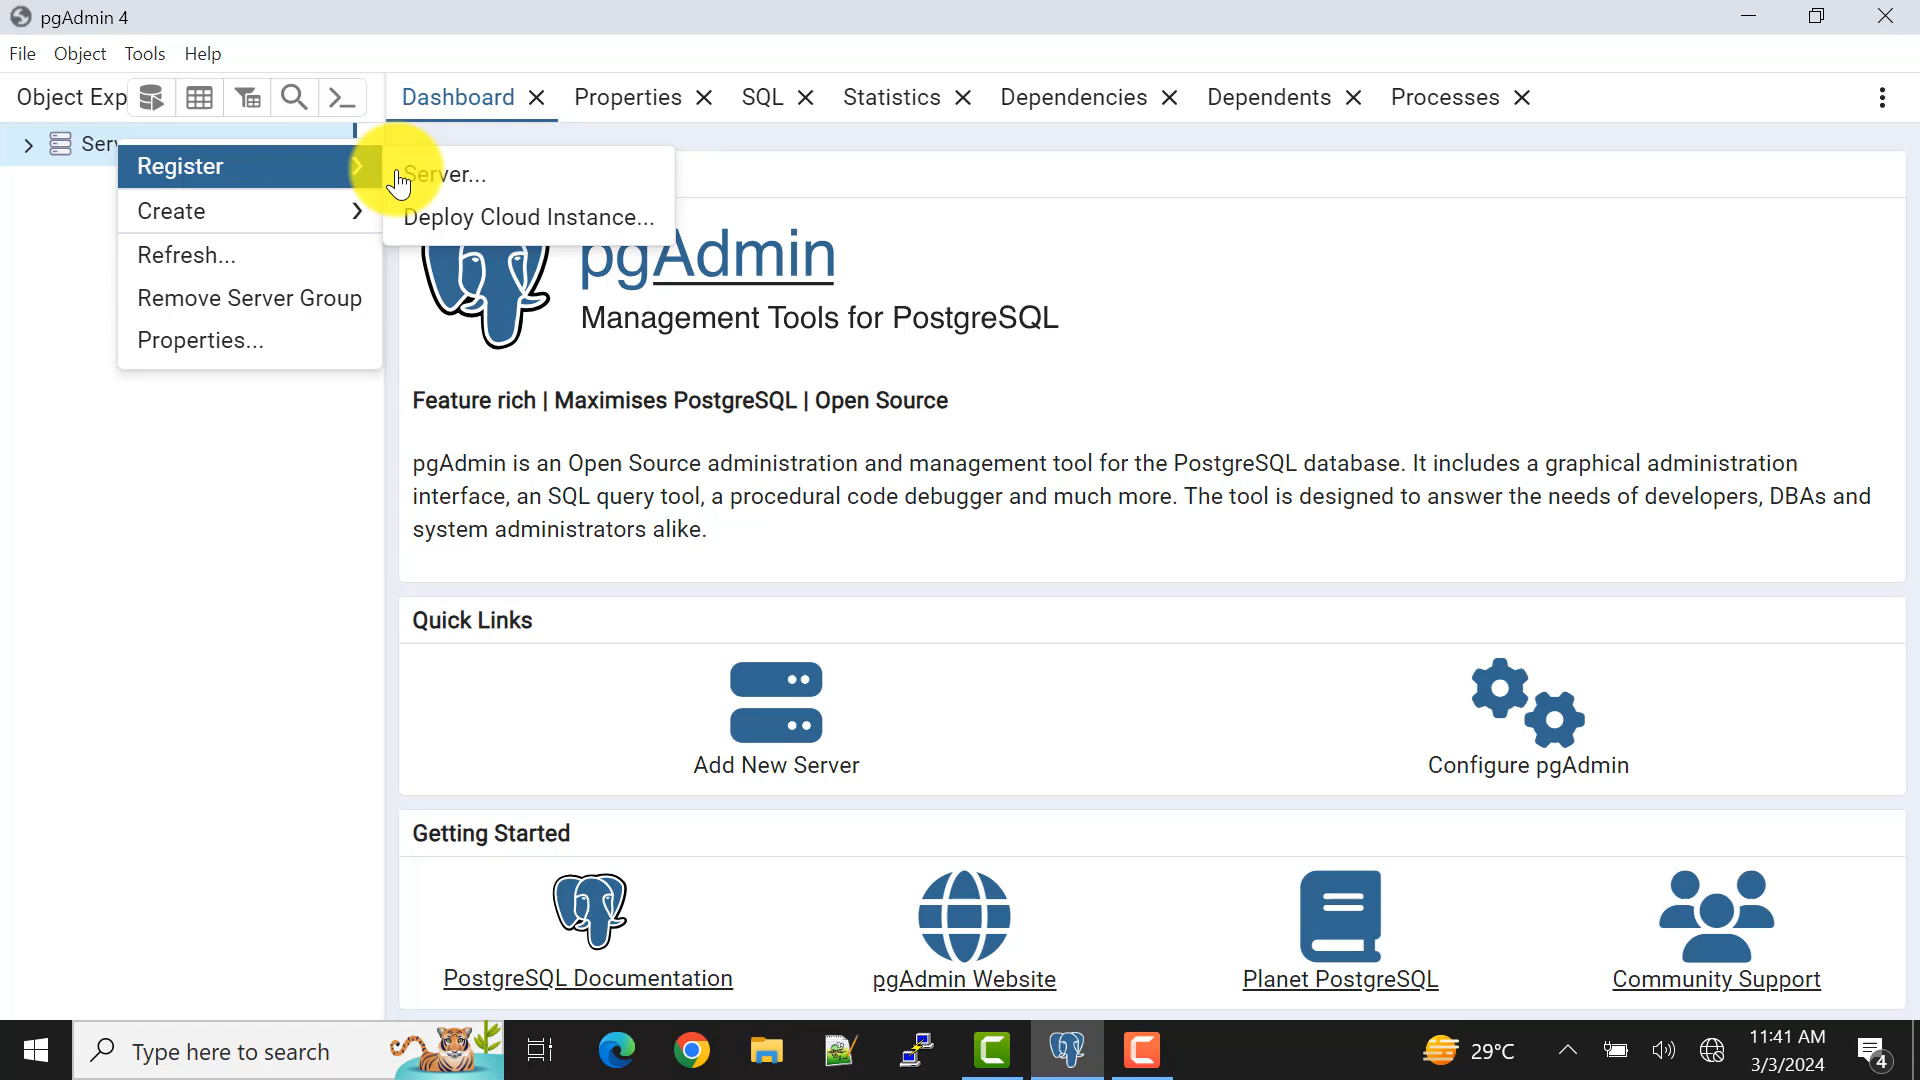 pgAdmin 4
File Object Tools Help
Object Exp
Dashboard Properties SQL Statistics Dependencies Dependents Processes
Serv
Register
Create
Refresh...
Remove Server Group
Properties...
Server...
Deploy Cloud Instance...
pgAdmin
Management Tools for PostgreSQL
Feature rich | Maximises PostgreSQL | Open Source
pgAdmin is an Open Source administration and management tool for the PostgreSQL database. It includes a graphical administration
interface, an SQL query tool, a procedural code debugger and much more. The tool is designed to answer the needs of developers, DBAs and
system administrators alike.
Quick Links
Add New Server Configure pgAdmin
Getting Started
PostgreSQL Documentation pgAdmin Website Planet PostgreSQL Community Support
Type here to search
29°C
11:41 AM
3/3/2024
4